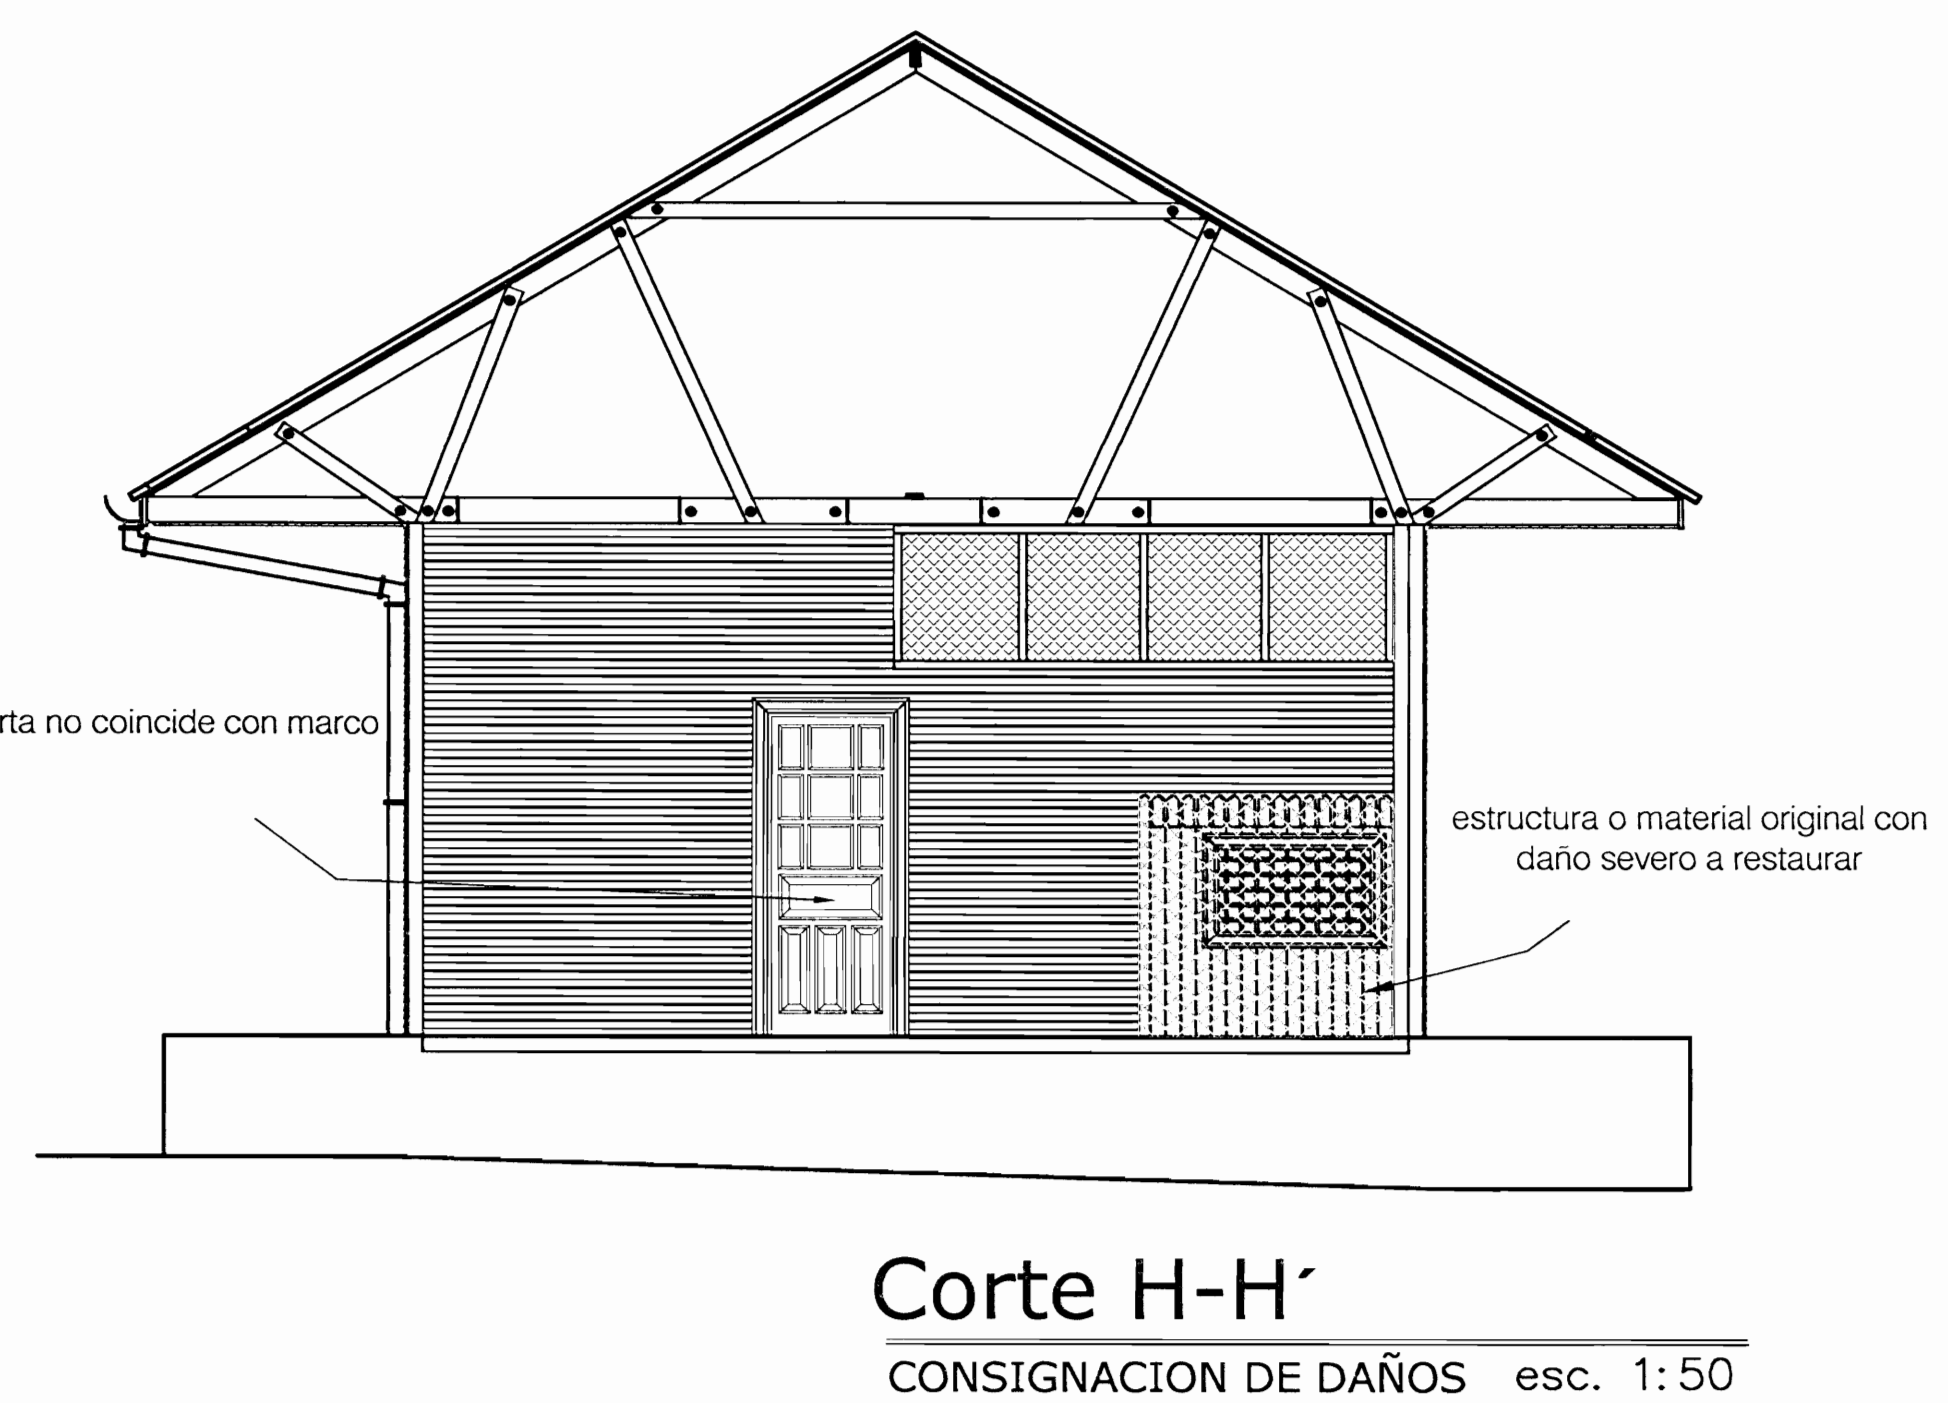 rta no coincide con marco
estructura o material original con
daño severo a restaurar
Corte H-H´
CONSIGNACION DE DAÑOS esc. 1:50